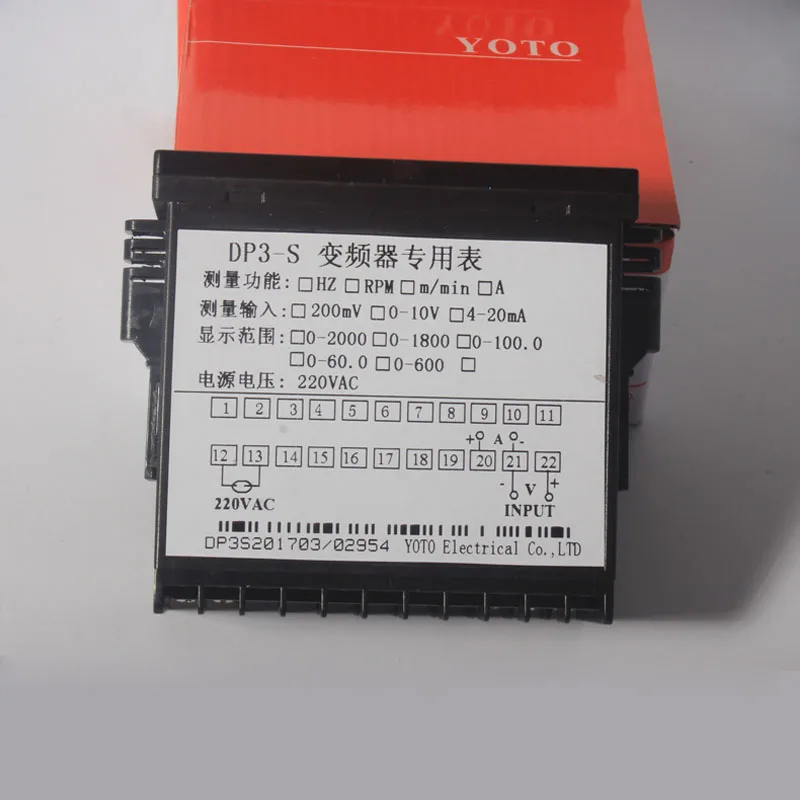 YOTO
DP3-S 变频器专用表
测量功能: □HZ □RPM □m/min □A
测量输入: □200mV □0-10V □4-20mA
显示范围: □0-2000 □0-1800 □0-100.0
□0-60.0 □0-600 □
电源电压: 220VAC
1 2 3 4 5 6 7 8 9 10 11
+ A -
12 13 14 15 16 17 18 19 20 21 22
- V +
220VAC INPUT
DP3S201703/02954 YOTO Electrical Co.,LTD